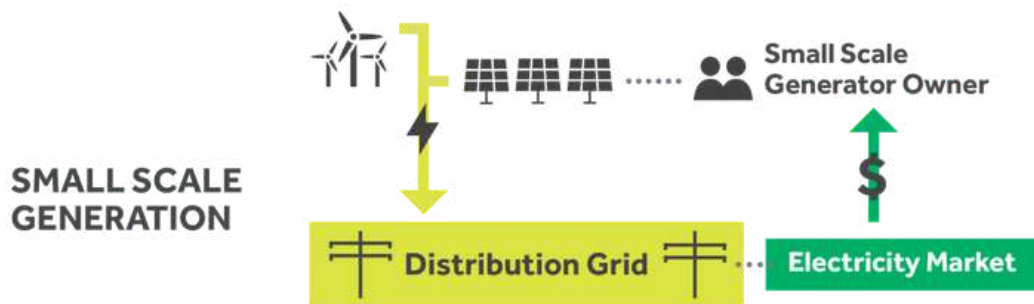 Small Scale
Generator Owner
$
SMALL SCALE
GENERATION
Distribution Grid
Electricity Market